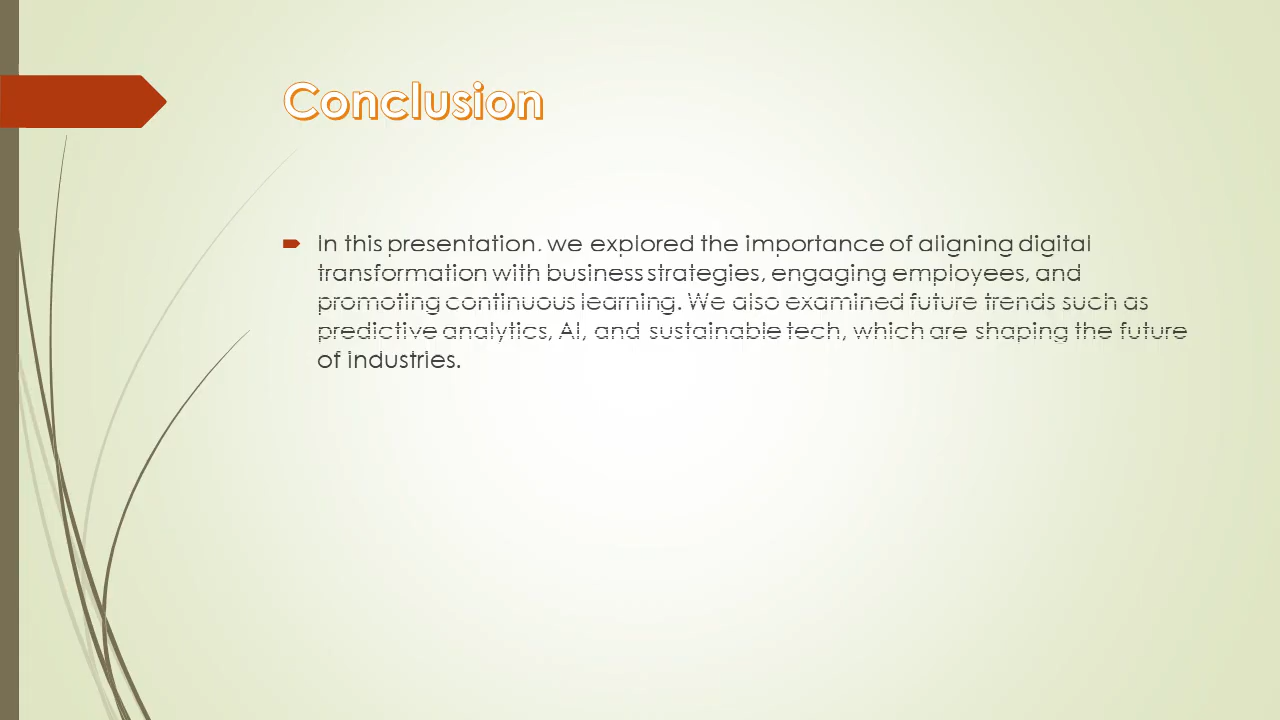 Conclusion
In this presentation, we explored the importance of aligning digital
transformation with business strategies, engaging employees, and
promoting continuous learning. We also examined future trends such as
predictive analytics, AI, and sustainable tech, which are shaping the future
of industries.